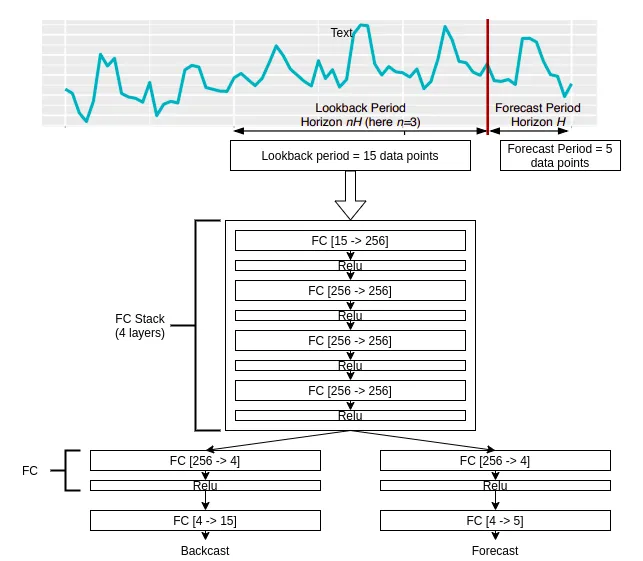 Text
Lookback Period
Horizon nH (here n=3)
Forecast Period
Horizon H
Lookback period = 15 data points
Forecast Period = 5
data points
FC [15 -> 256]
Relu
FC [256 -> 256]
Relu
FC [256 -> 256]
Relu
FC [256 -> 256]
Relu
FC Stack
(4 layers)
FC
FC [256 -> 4]
Relu
FC [4 -> 15]
Backcast
FC [256 -> 4]
Relu
FC [4 -> 5]
Forecast